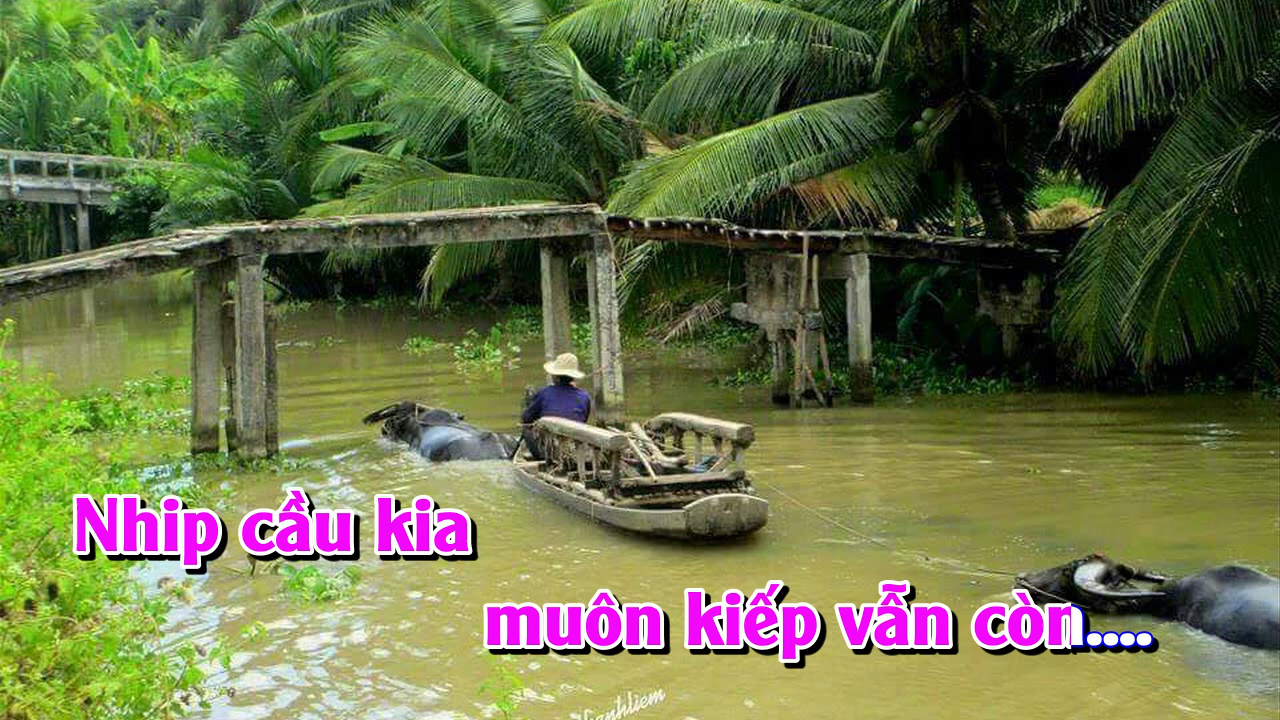 Nhip cầu kia
muôn kiếp vẫn còn....